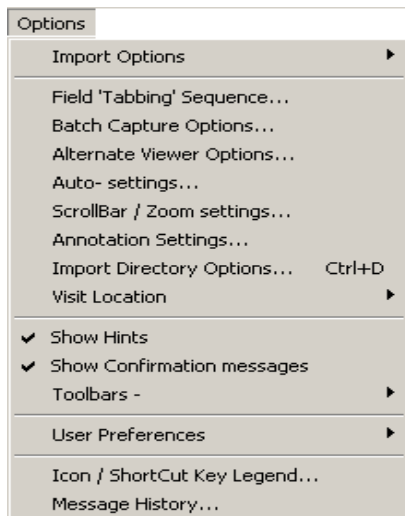 Options
Import Options
Field 'Tabbing' Sequence...
Batch Capture Options...
Alternate Viewer Options...
Auto- settings...
ScrollBar / Zoom settings...
Annotation Settings...
Import Directory Options... Ctrl+D
Visit Location
Show Hints
Show Confirmation messages
Toolbars -
User Preferences
Icon / ShortCut Key Legend...
Message History...